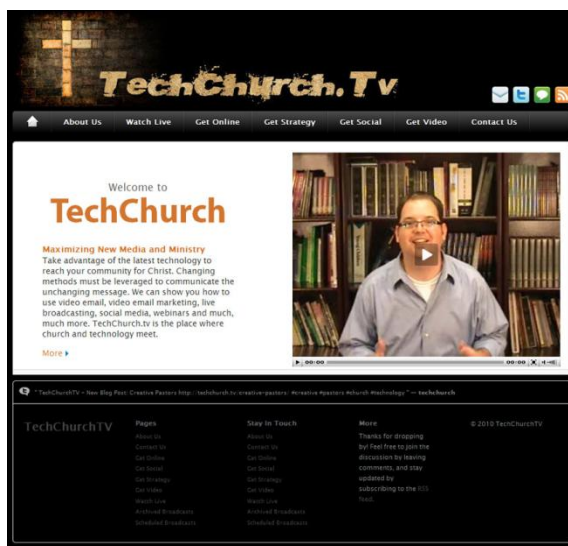 TechChurch.Tv
About Us Watch Live Get Online Get Strategy Get Social Get Video Contact Us
Welcome to
TechChurch
Maximizing New Media and Ministry
Take advantage of the latest technology to
reach your community for Christ. Changing
methods must be leveraged to communicate the
unchanging message. We can show you how to
use video email, video email marketing, live
broadcasting, social media, webinars and much,
much more. TechChurch.tv is the place where
church and technology meet.
More
00:00 00:00
" TechChurchTV – New Blog Post: Creative Pastors http://techchurch.tv/creative-pastors/ #creative #pastors #church #technology " — techchurch
TechChurchTV
Pages
About Us
Contact Us
Get Online
Get Social
Get Strategy
Get Video
Watch Live
Archived Broadcasts
Scheduled Broadcasts
Stay In Touch
About Us
Contact Us
Get Online
Get Social
Get Strategy
Get Video
Watch Live
Archived Broadcasts
Scheduled Broadcasts
More
Thanks for dropping
by! Feel free to join the
discussion by leaving
comments, and stay
updated by
subscribing to the RSS
feed.
© 2010 TechChurchTV